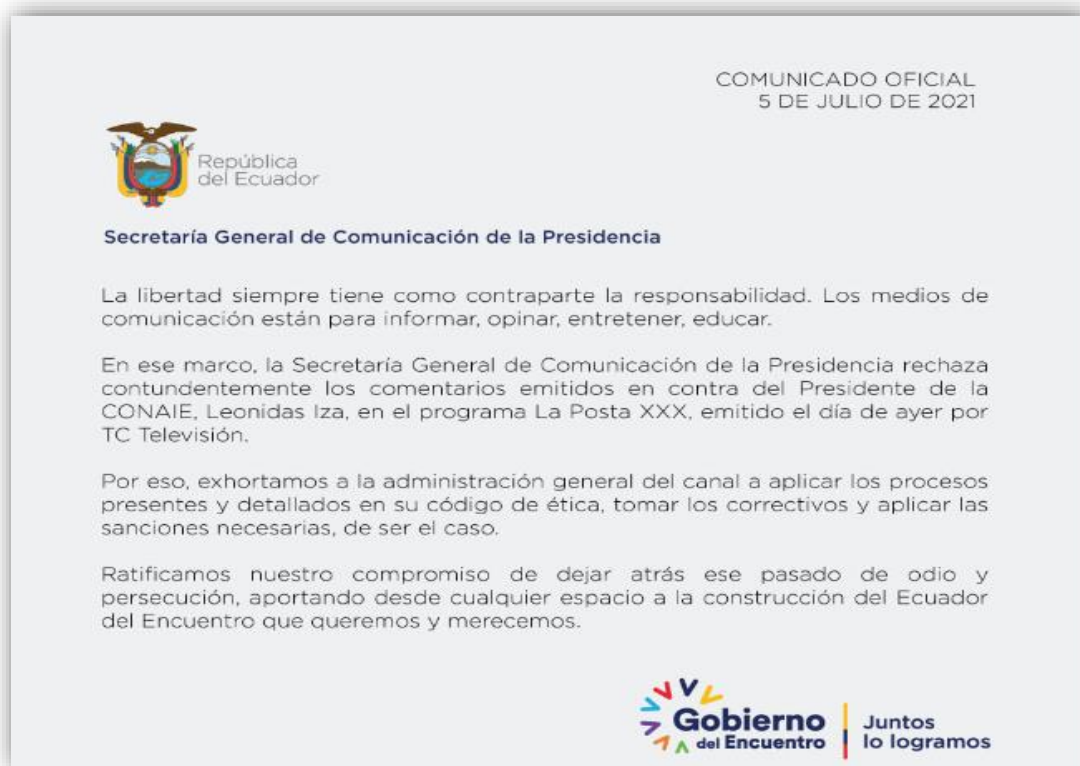 COMUNICADO OFICIAL
5 DE JULIO DE 2021
República
del Ecuador
Secretaría General de Comunicación de la Presidencia
La libertad siempre tiene como contraparte la responsabilidad. Los medios de
comunicación están para informar, opinar, entretener, educar.
En ese marco, la Secretaría General de Comunicación de la Presidencia rechaza
contundentemente los comentarios emitidos en contra del Presidente de la
CONAIE, Leonidas Iza, en el programa La Posta XXX, emitido el día de ayer por
TC Televisión.
Por eso, exhortamos a la administración general del canal a aplicar los procesos
presentes y detallados en su código de ética, tomar los correctivos y aplicar las
sanciones necesarias, de ser el caso.
Ratificamos nuestro compromiso de dejar atrás ese pasado de odio y
persecución, aportando desde cualquier espacio a la construcción del Ecuador
del Encuentro que queremos y merecemos.
Gobierno
del Encuentro
Juntos
lo logramos